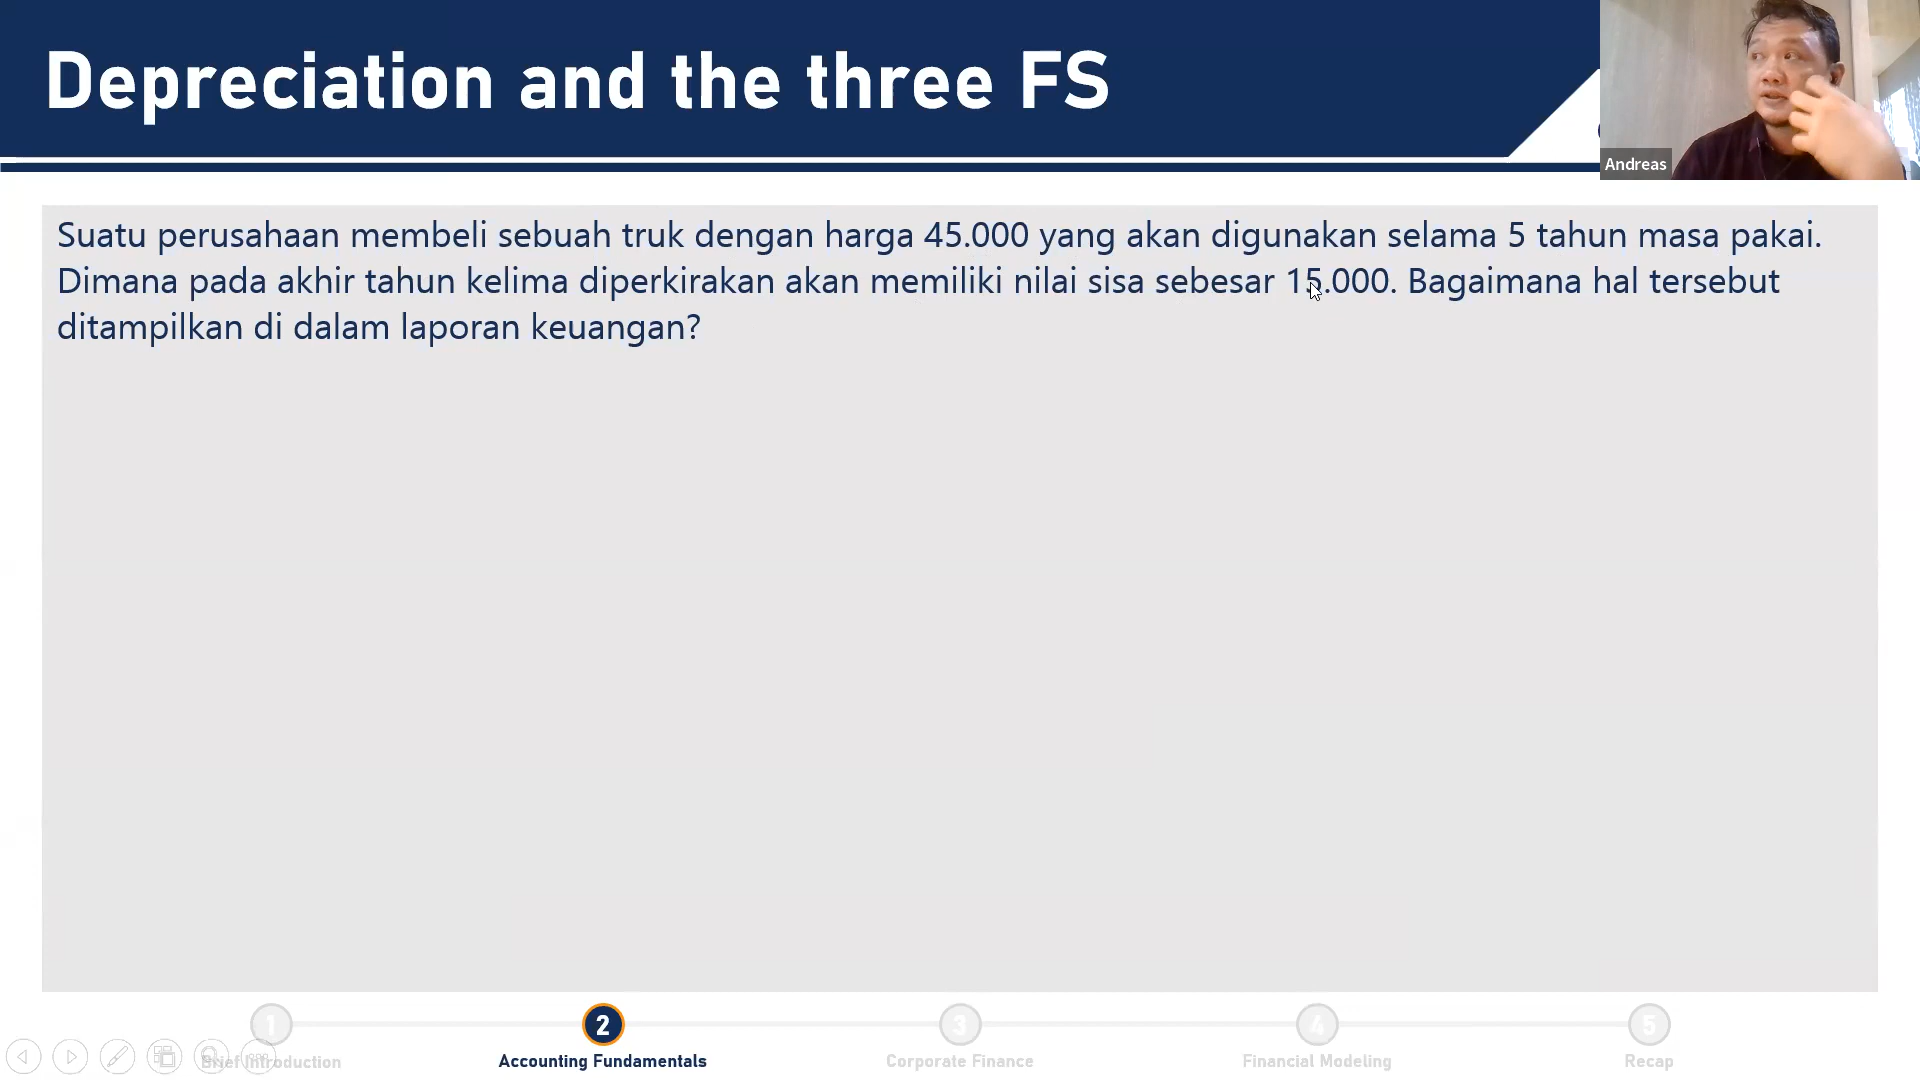 Depreciation and the three FS
Andreas
Suatu perusahaan membeli sebuah truk dengan harga 45.000 yang akan digunakan selama 5 tahun masa pakai.
Dimana pada akhir tahun kelima diperkirakan akan memiliki nilai sisa sebesar 15.000. Bagaimana hal tersebut
ditampilkan di dalam laporan keuangan?
1
2
3
4
5
Brief Introduction
Accounting Fundamentals
Corporate Finance
Financial Modeling
Recap